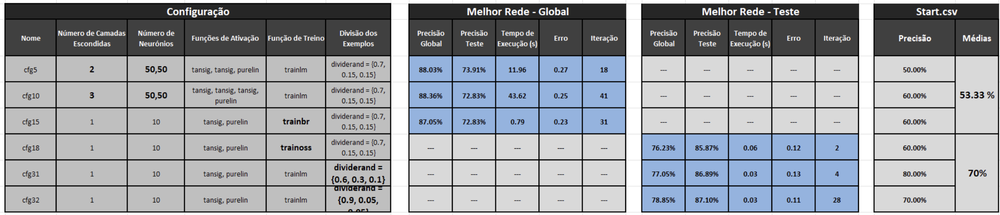 Configuração Melhor Rede - Global Melhor Rede - Teste Start.csv
Nome Número de Camadas Escondidas Número de Neurónios Funções de Ativação Função de Treino Divisão dos Exemplos Precisão Global Precisão Teste Tempo de Execução (s) Erro Iteração Precisão Global Precisão Teste Tempo de Execução (s) Erro Iteração Precisão Médias
cfg5 2 50,50 tansig, tansig, purelin trainlm dividerand = {0.7, 0.15, 0.15} 88.03% 73.91% 11.96 0.27 18 --- --- --- --- --- 50.00%
cfg10 3 50,50 tansig, tansig, tansig, purelin trainlm dividerand = {0.7, 0.15, 0.15} 88.36% 72.83% 43.62 0.25 41 --- --- --- --- --- 60.00% 53.33 %
cfg15 1 10 tansig, purelin trainbr dividerand = {0.7, 0.15, 0.15} 87.05% 72.83% 0.79 0.23 31 --- --- --- --- --- 60.00%
cfg18 1 10 tansig, purelin trainoss dividerand = {0.7, 0.15, 0.15} --- --- --- --- --- 76.23% 85.87% 0.06 0.12 2 60.00%
cfg31 1 10 tansig, purelin trainlm dividerand = {0.6, 0.3, 0.1} --- --- --- --- --- 77.05% 86.89% 0.03 0.13 4 80.00% 70%
cfg32 1 10 tansig, purelin trainlm dividerand = {0.9, 0.05, 0.05} --- --- --- --- --- 78.85% 87.10% 0.03 0.11 28 70.00%